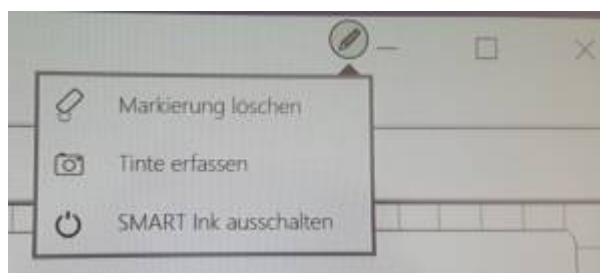 Markierung löschen
Tinte erfassen
SMART Ink ausschalten